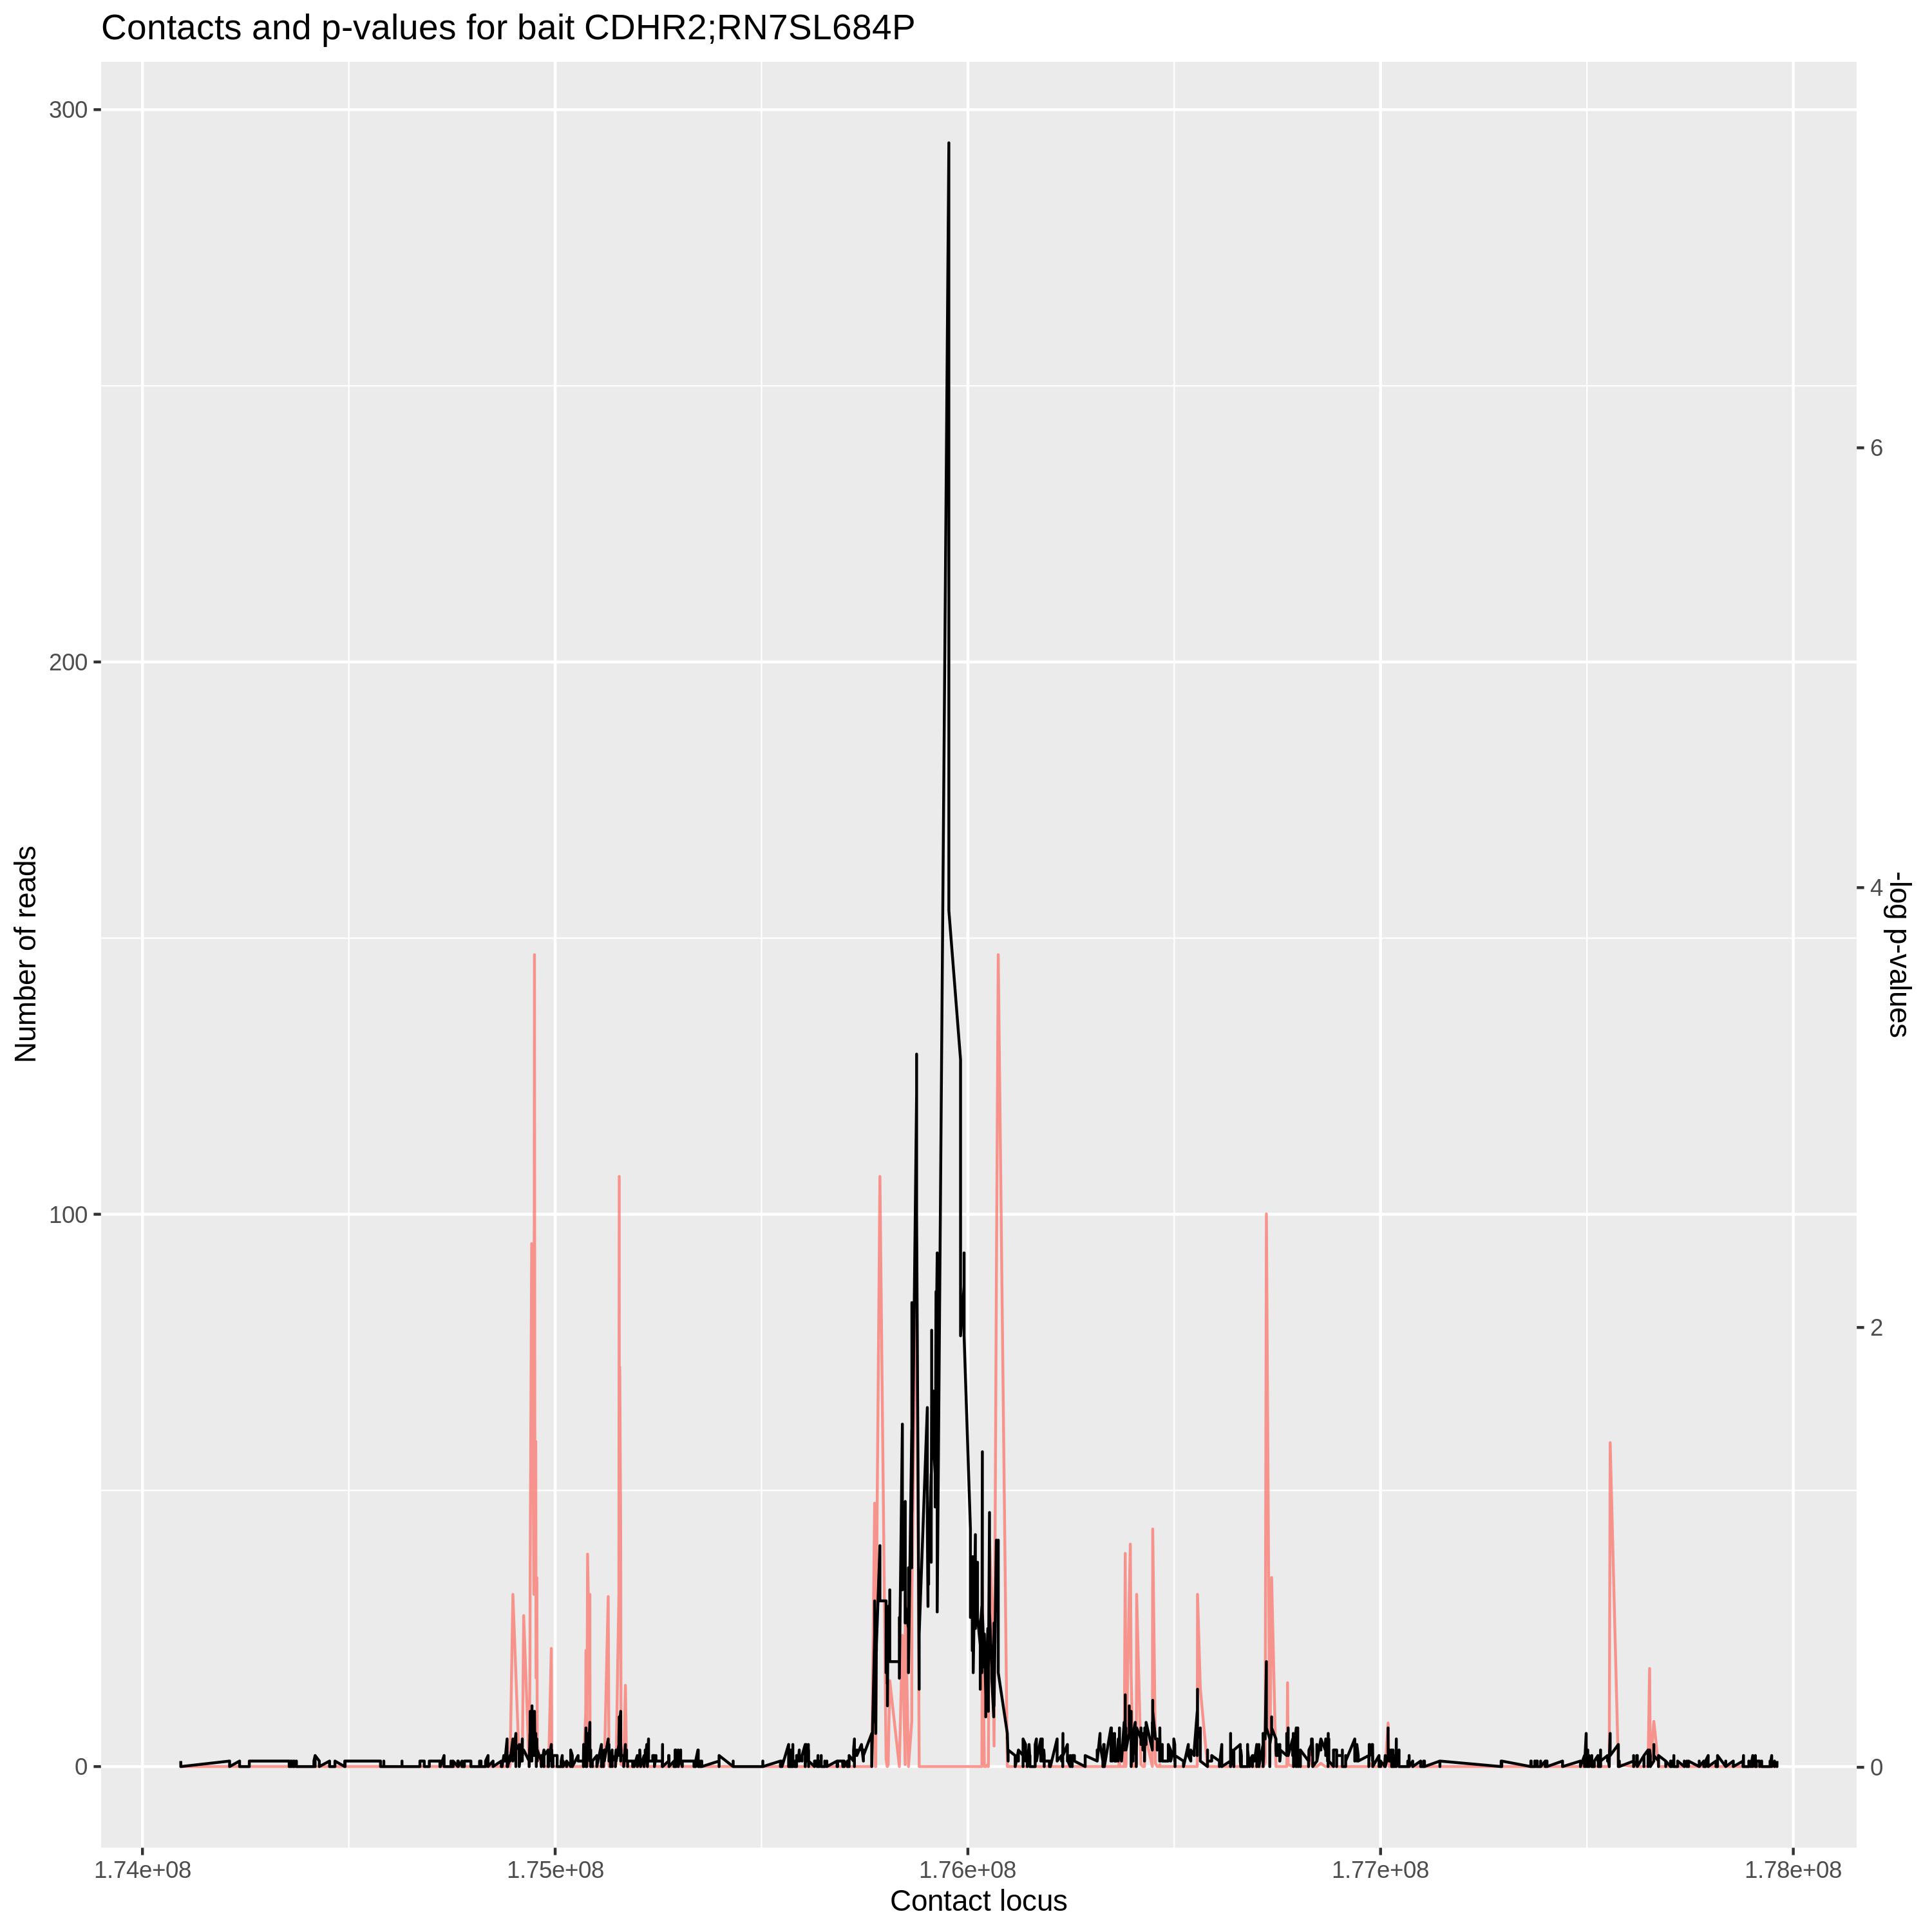 Contacts and p-values for bait CDHR2;RN7SL684P
300
200
100
0
Number of reads
6
4
2
0
-log p-values
1.74e+08
1.75e+08
1.76e+08
1.77e+08
1.78e+08
Contact locus